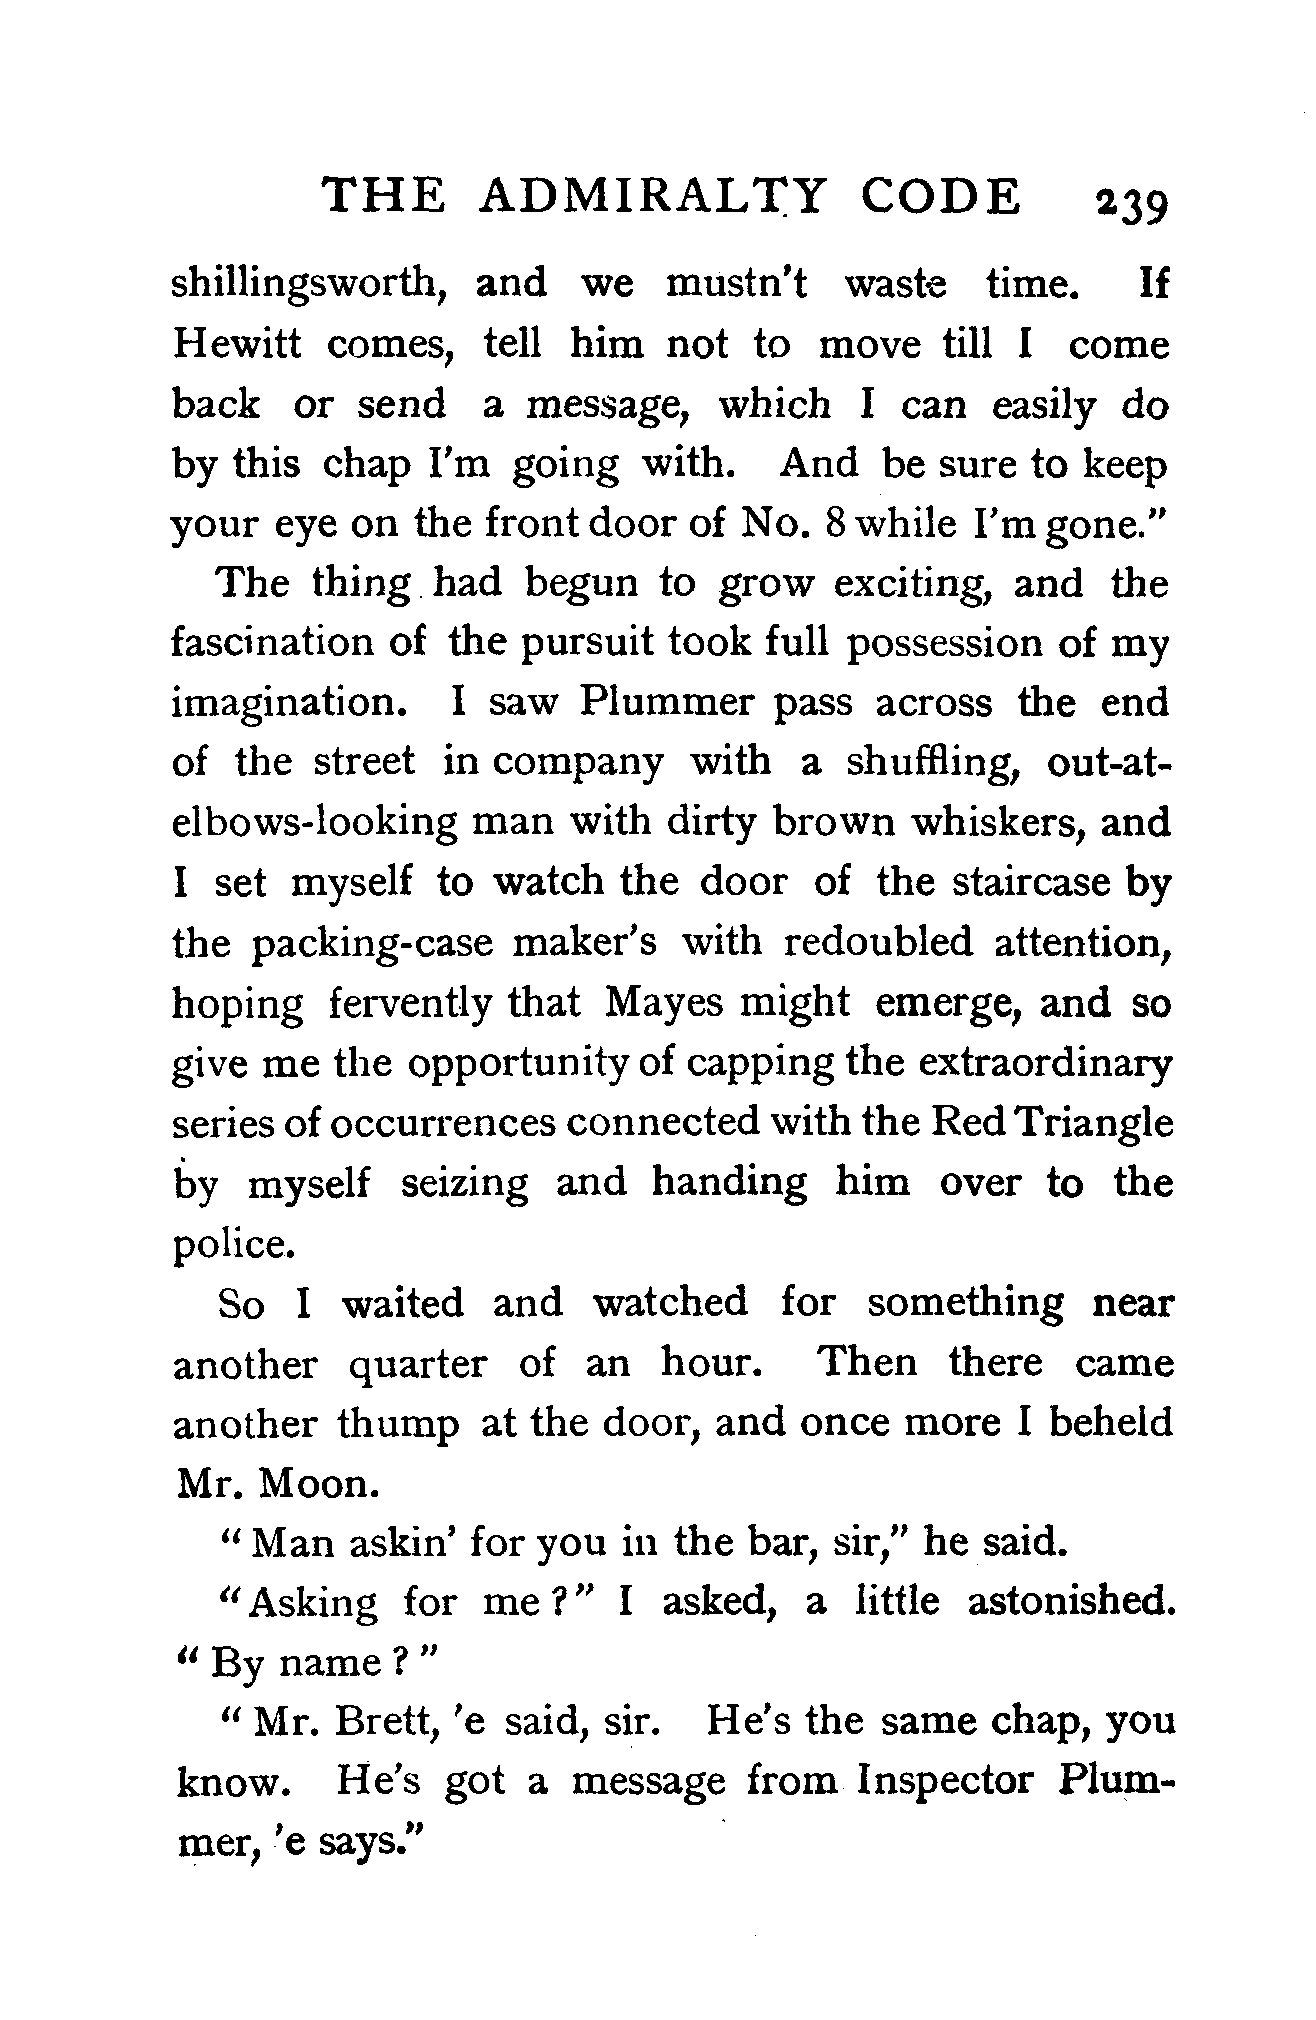 THE ADMIRALTY CODE 239
shillingsworth, and we mustn't waste time. If
Hewitt comes, tell him not to move till I come
back or send a message, which I can easily do
by this chap I'm going with. And be sure to keep
your eye on the front door of No. 8 while I'm gone."
The thing had begun to grow exciting, and the
fascination of the pursuit took full possession of my
imagination. I saw Plummer pass across the end
of the street in company with a shuffling, out-at-
elbows-looking man with dirty brown whiskers, and
I set myself to watch the door of the staircase by
the packing-case maker's with redoubled attention,
hoping fervently that Mayes might emerge, and so
give me the opportunity of capping the extraordinary
series of occurrences connected with the Red Triangle
by myself seizing and handing him over to the
police.
So I waited and watched for something near
another quarter of an hour. Then there came
another thump at the door, and once more I beheld
Mr. Moon.
"Man askin' for you in the bar, sir," he said.
"Asking for me?" I asked, a little astonished.
"By name?"
"Mr. Brett, 'e said, sir. He's the same chap, you
know. He's got a message from Inspector Plum-
mer, 'e says."